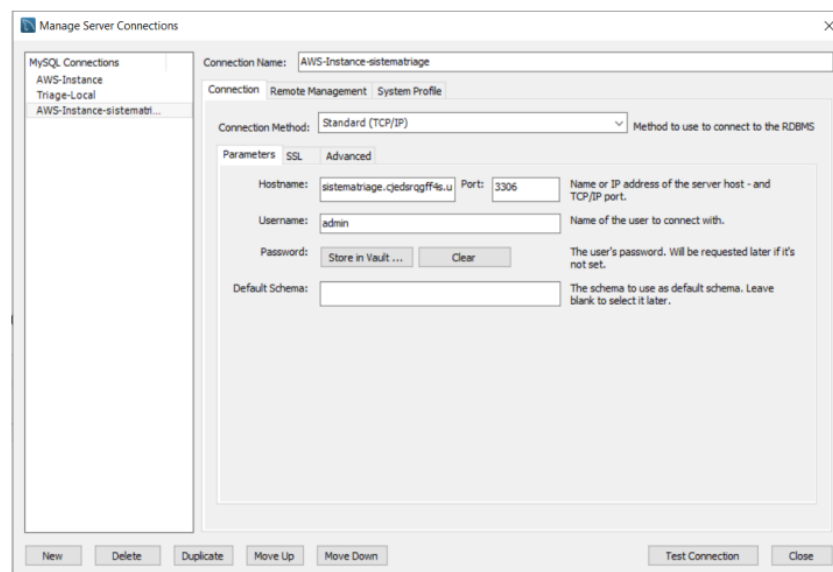 Manage Server Connections
MySQL Connections
AWS-Instance
Triage-Local
AWS-Instance-sistematri...
Connection Name: AWS-Instance-sistematriage
Connection Remote Management System Profile
Connection Method: Standard (TCP/IP) Method to use to connect to the RDBMS
Parameters SSL Advanced
Hostname: sistematriage.cjedsrqgff4s.u Port: 3306 Name or IP address of the server host - and
TCP/IP port.
Username: admin Name of the user to connect with.
Password: Store in Vault ... Clear The user's password. Will be requested later if it's
not set.
Default Schema: The schema to use as default schema. Leave
blank to select it later.
New Delete Duplicate Move Up Move Down Test Connection Close